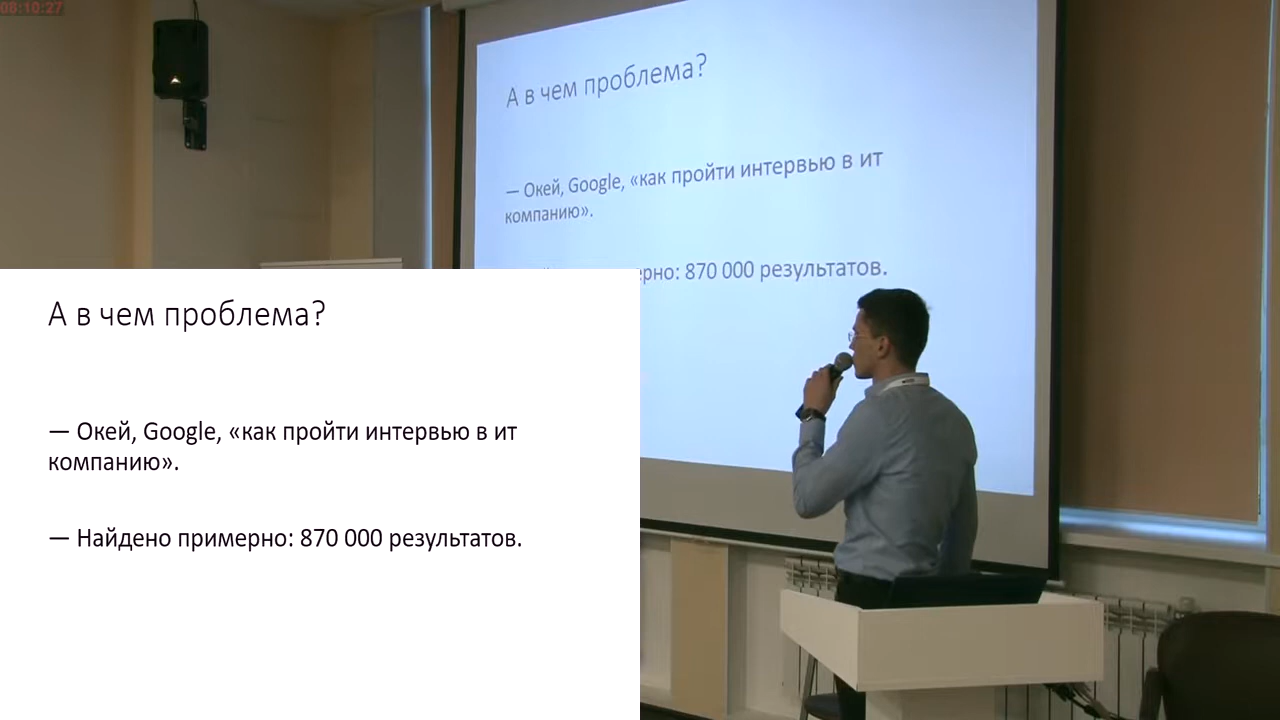 08:10:27
А в чем проблема?
— Окей, Google, «как пройти интервью в ит
компанию».
рно: 870 000 результатов.
А в чем проблема?
— Окей, Google, «как пройти интервью в ит
компанию».
— Найдено примерно: 870 000 результатов.